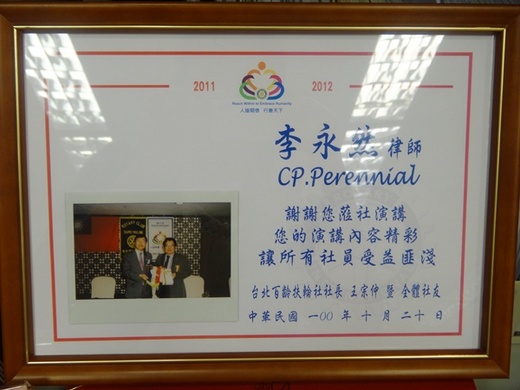 2011
2012
Reach Within to Embrace Humanity
人道關懷 行善天下
李永然 律師
CP.Perennial
謝謝您蒞社演講
您的演講內容精彩
讓所有社員受益匪淺
台北百齡扶輪社社長 王宗仲 暨 全體社友
中華民國 一00 年 十 月 二十 日